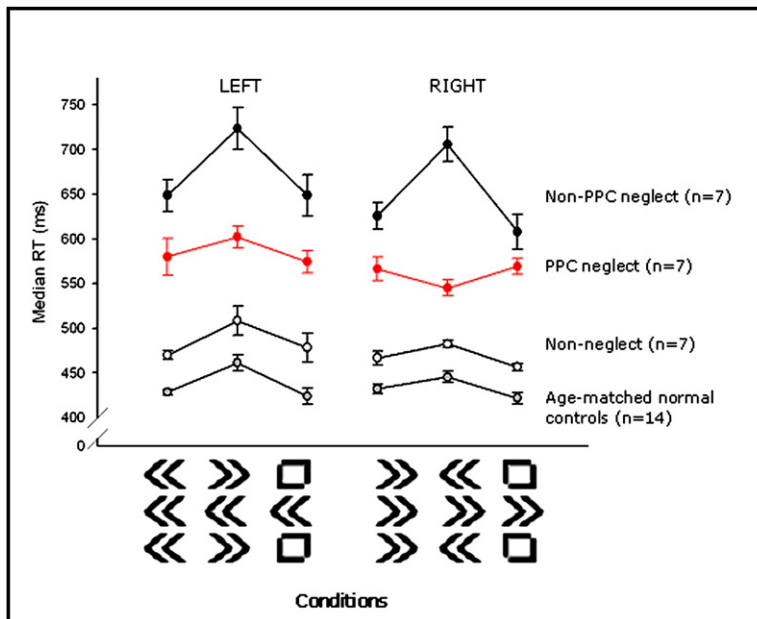 LEFT RIGHT
750
700
650
600
550
500
450
400
0
Median RT (ms)
Non-PPC neglect (n=7)
PPC neglect (n=7)
Non-neglect (n=7)
Age-matched normal
controls (n=14)
Conditions